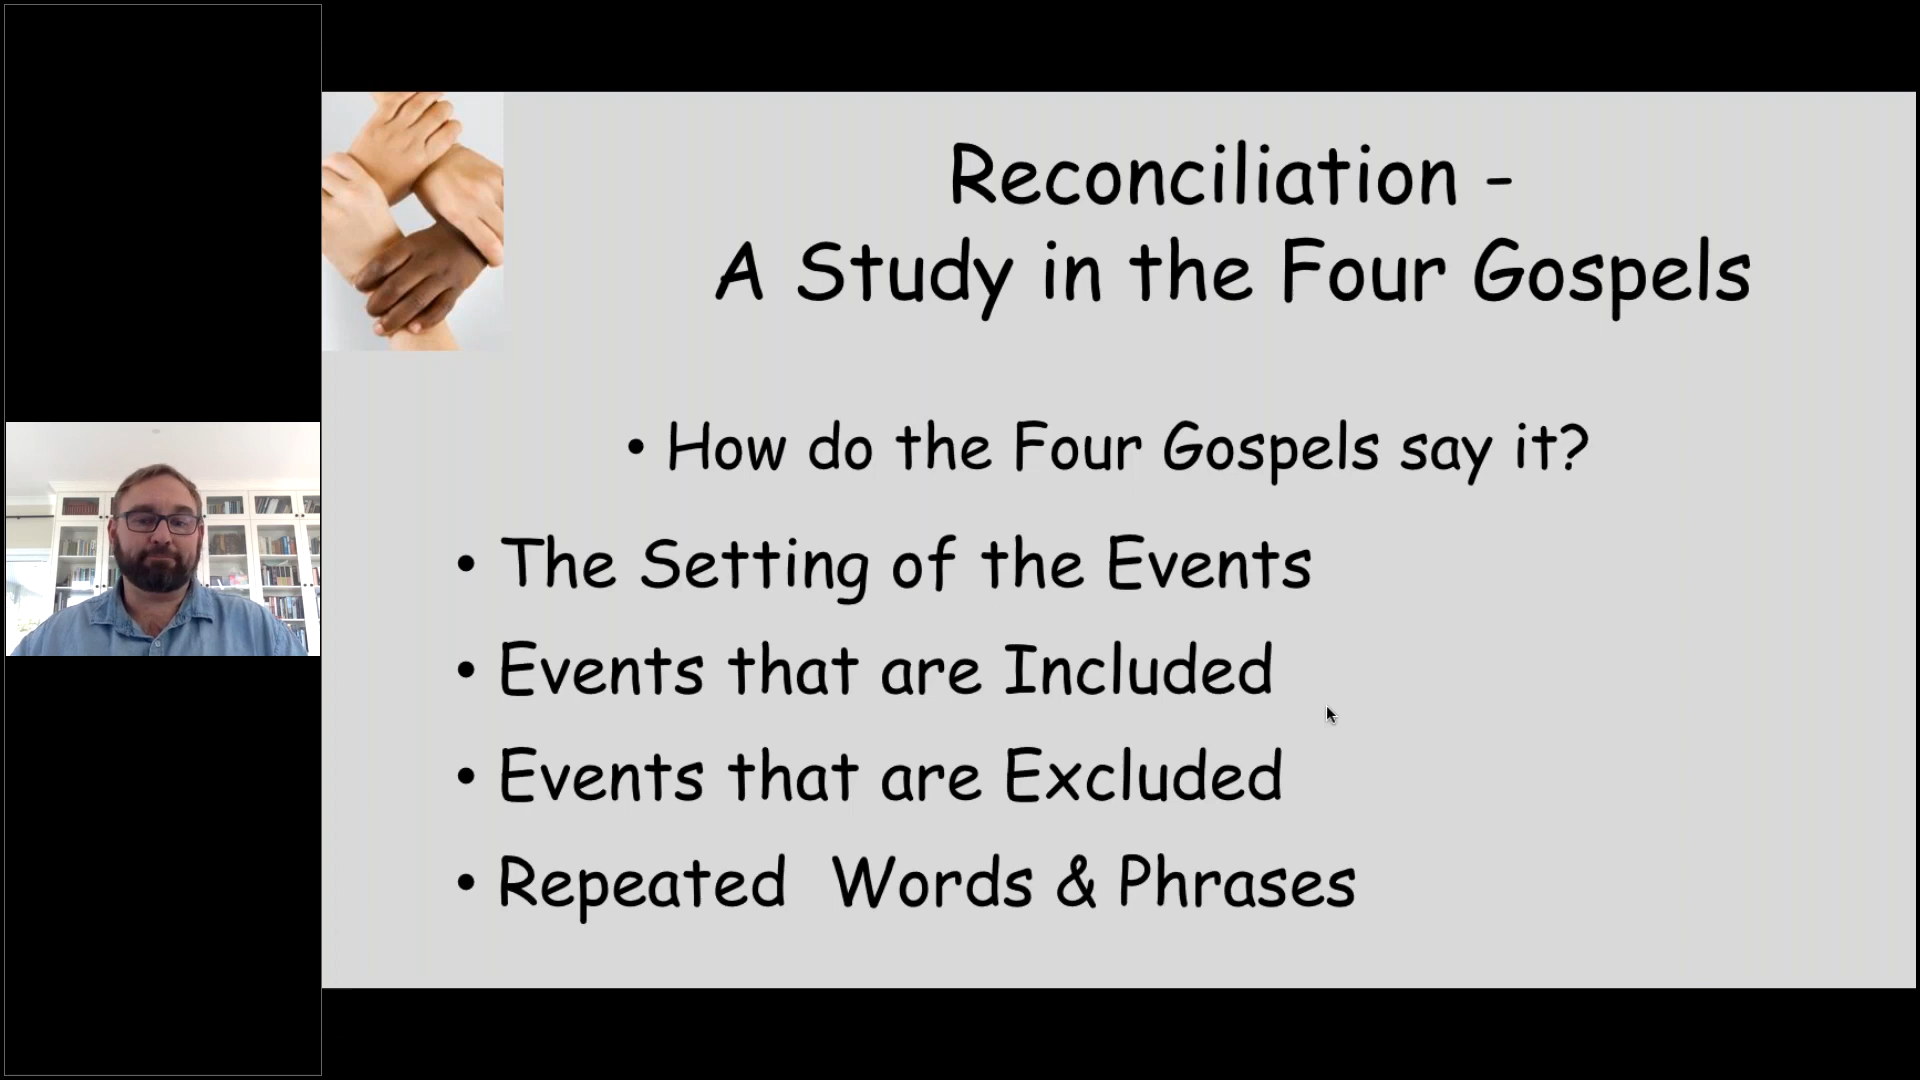 Reconciliation -
A Study in the Four Gospels
• How do the Four Gospels say it?
• The Setting of the Events
• Events that are Included
• Events that are Excluded
• Repeated  Words & Phrases